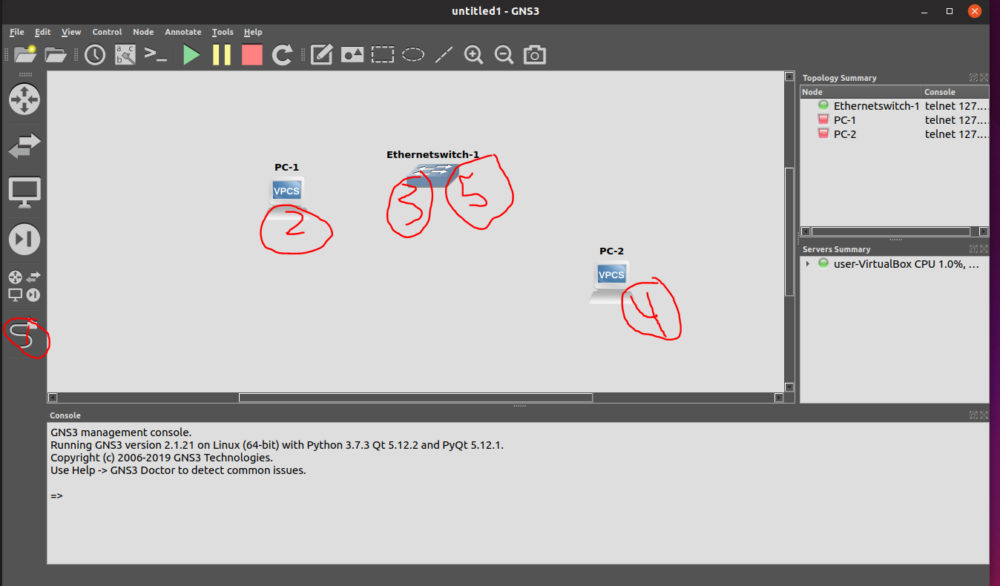 untitled1 - GNS3
File Edit View Control Node Annotate Tools Help
a c
b
>_
Topology Summary
Node Console
Ethernetswitch-1 telnet 127....
PC-1 telnet 127....
PC-2 telnet 127....
Ethernetswitch-1
PC-1
VPCS
2
3
5
Servers Summary
user-VirtualBox CPU 1.0%, ...
PC-2
VPCS
4
1
Console
GNS3 management console.
Running GNS3 version 2.1.21 on Linux (64-bit) with Python 3.7.3 Qt 5.12.2 and PyQt 5.12.1.
Copyright (c) 2006-2019 GNS3 Technologies.
Use Help -> GNS3 Doctor to detect common issues.
=>